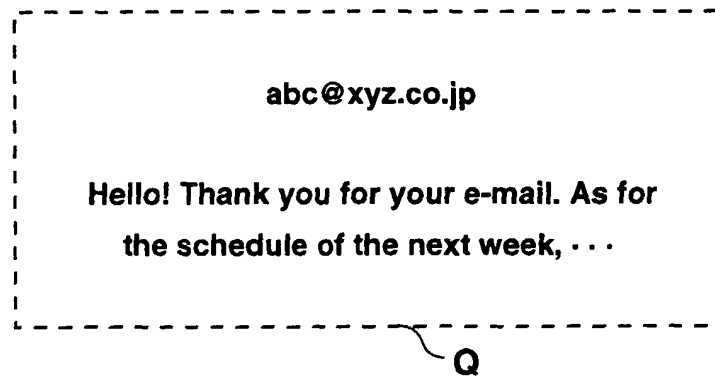 abc@xyz.co.jp
Hello! Thank you for your e-mail. As for
the schedule of the next week, · · ·
Q